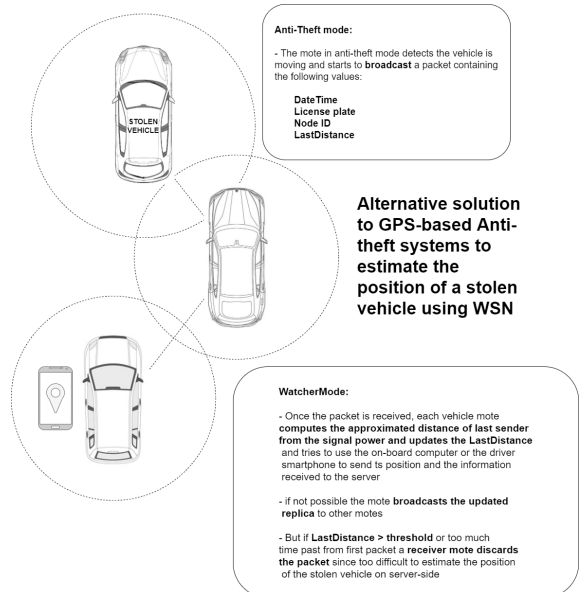 Anti-Theft mode:
- The mote in anti-theft mode detects the vehicle is
moving and starts to broadcast a packet containing
the following values:
DateTime
License plate
Node ID
LastDistance
STOLEN
VEHICLE
Alternative solution
to GPS-based Anti-
theft systems to
estimate the
position of a stolen
vehicle using WSN
WatcherMode:
- Once the packet is received, each vehicle mote
computes the approximated distance of last sender
from the signal power and updates the LastDistance
and tries to use the on-board computer or the driver
smartphone to send ts position and the information
received to the server
- if not possible the mote broadcasts the updated
replica to other motes
- But if LastDistance > threshold or too much
time past from first packet a receiver mote discards
the packet since too difficult to estimate the position
of the stolen vehicle on server-side